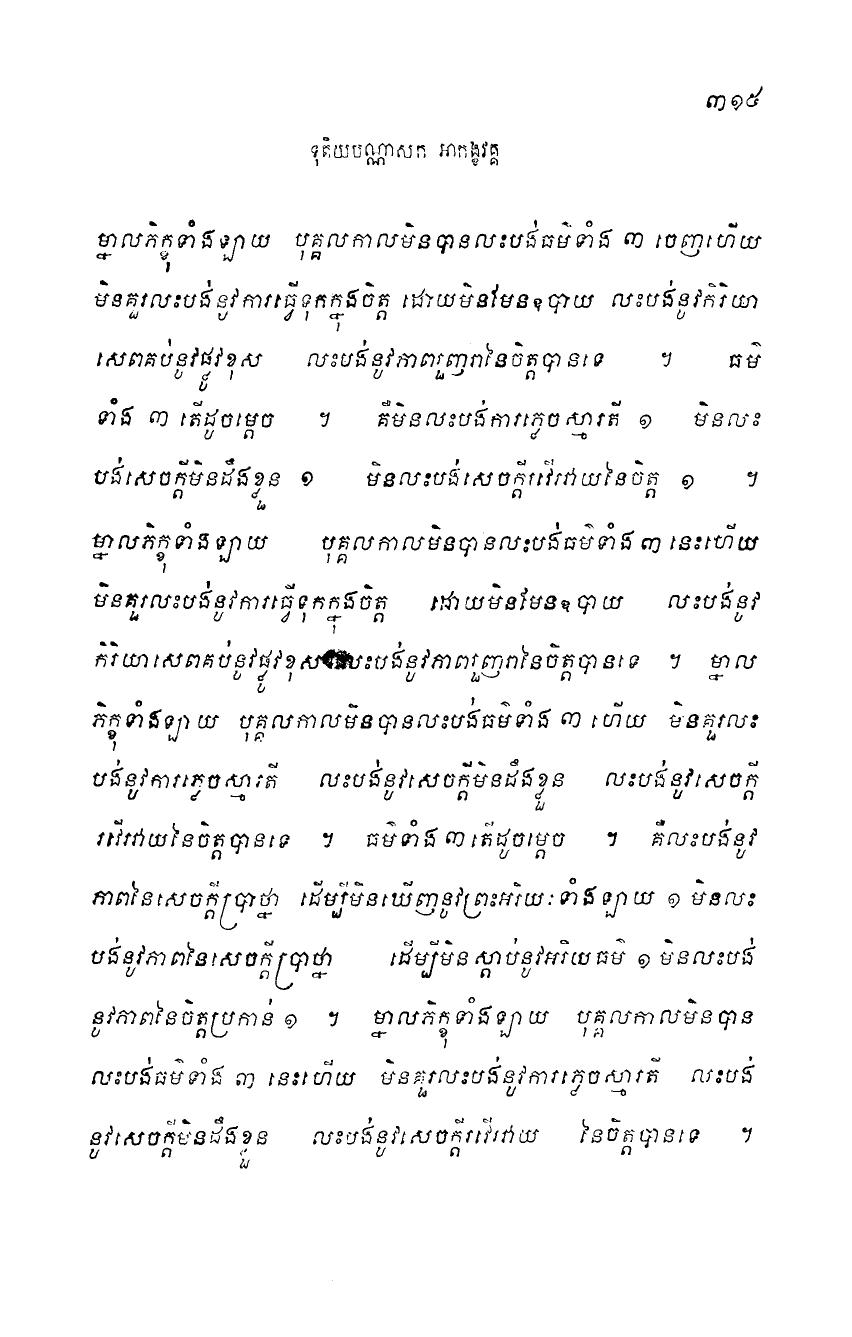 ៣១៥
ទុតិយបណ្ណាសក អាកង្ខវគ្គ
ម្នាលភិក្ខុទាំងឡាយ បុគ្គលកាលមិនបានលះបង់ធម៌ទាំង ៣ ចេញហើយ
មិនគួរលះបង់នូវការធ្វើទុកក្នុងចិត្ត ដោយមិនមែនឧបាយ លះបង់នូវកិរិយា
សេពគប់នូវផ្លូវខុស លះបង់នូវភាពរួញរានៃចិត្តបានទេ ។ ធម៌
ទាំង ៣ តើដូចម្តេច ។ គឺមិនលះបង់ការភ្លេចស្មារតី ១ មិនលះ
បង់សេចក្តីមិនដឹងខ្លួន ១ មិនលះបង់សេចក្តីរវើរវាយនៃចិត្ត ១ ។
ម្នាលភិក្ខុទាំងឡាយ បុគ្គលកាលមិនបានលះបង់ធម៌ទាំង ៣ នេះហើយ
មិនគួរលះបង់នូវការធ្វើទុកក្នុងចិត្ត ដោយមិនមែនឧបាយ លះបង់នូវ
កិរិយាសេពគប់នូវផ្លូវខុស លះបង់នូវភាពរួញរានៃចិត្តបានទេ ។ ម្នាល
ភិក្ខុទាំងឡាយ បុគ្គលកាលមិនបានលះបង់ធម៌ទាំង ៣ ហើយ មិនគួរលះ
បង់នូវការភ្លេចស្មារតី លះបង់នូវសេចក្តីមិនដឹងខ្លួន លះបង់នូវសេចក្តី
រវើរវាយនៃចិត្តបានទេ ។ ធម៌ទាំង ៣ តើដូចម្តេច ។ គឺលះបង់នូវ
ភាពនៃសេចក្តីប្រាថ្នា ដើម្បីមិនឃើញនូវព្រះអរិយៈទាំងឡាយ ១ មិនលះ
បង់នូវភាពនៃសេចក្តីប្រាថ្នា ដើម្បីមិនស្តាប់នូវអរិយធម៌ ១ មិនលះបង់
នូវភាពនៃចិត្តប្រកាន់ ១ ។ ម្នាលភិក្ខុទាំងឡាយ បុគ្គលកាលមិនបាន
លះបង់ធម៌ទាំង ៣ នេះហើយ មិនគួរលះបង់នូវការភ្លេចស្មារតី លះបង់
នូវសេចក្តីមិនដឹងខ្លួន លះបង់នូវសេចក្តីរវើរវាយ នៃចិត្តបានទេ ។